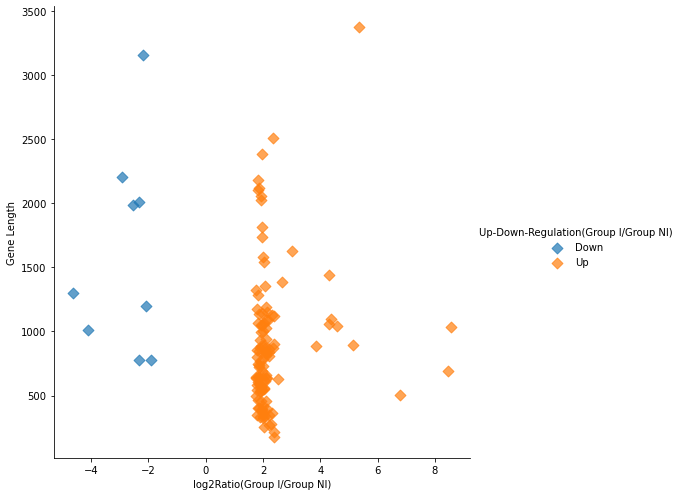 3500
3000
2500
2000
1500
1000
500
Gene Length
−4 −2 0 2 4 6 8
log2Ratio(Group I/Group NI)
Up-Down-Regulation(Group I/Group NI)
Down
Up